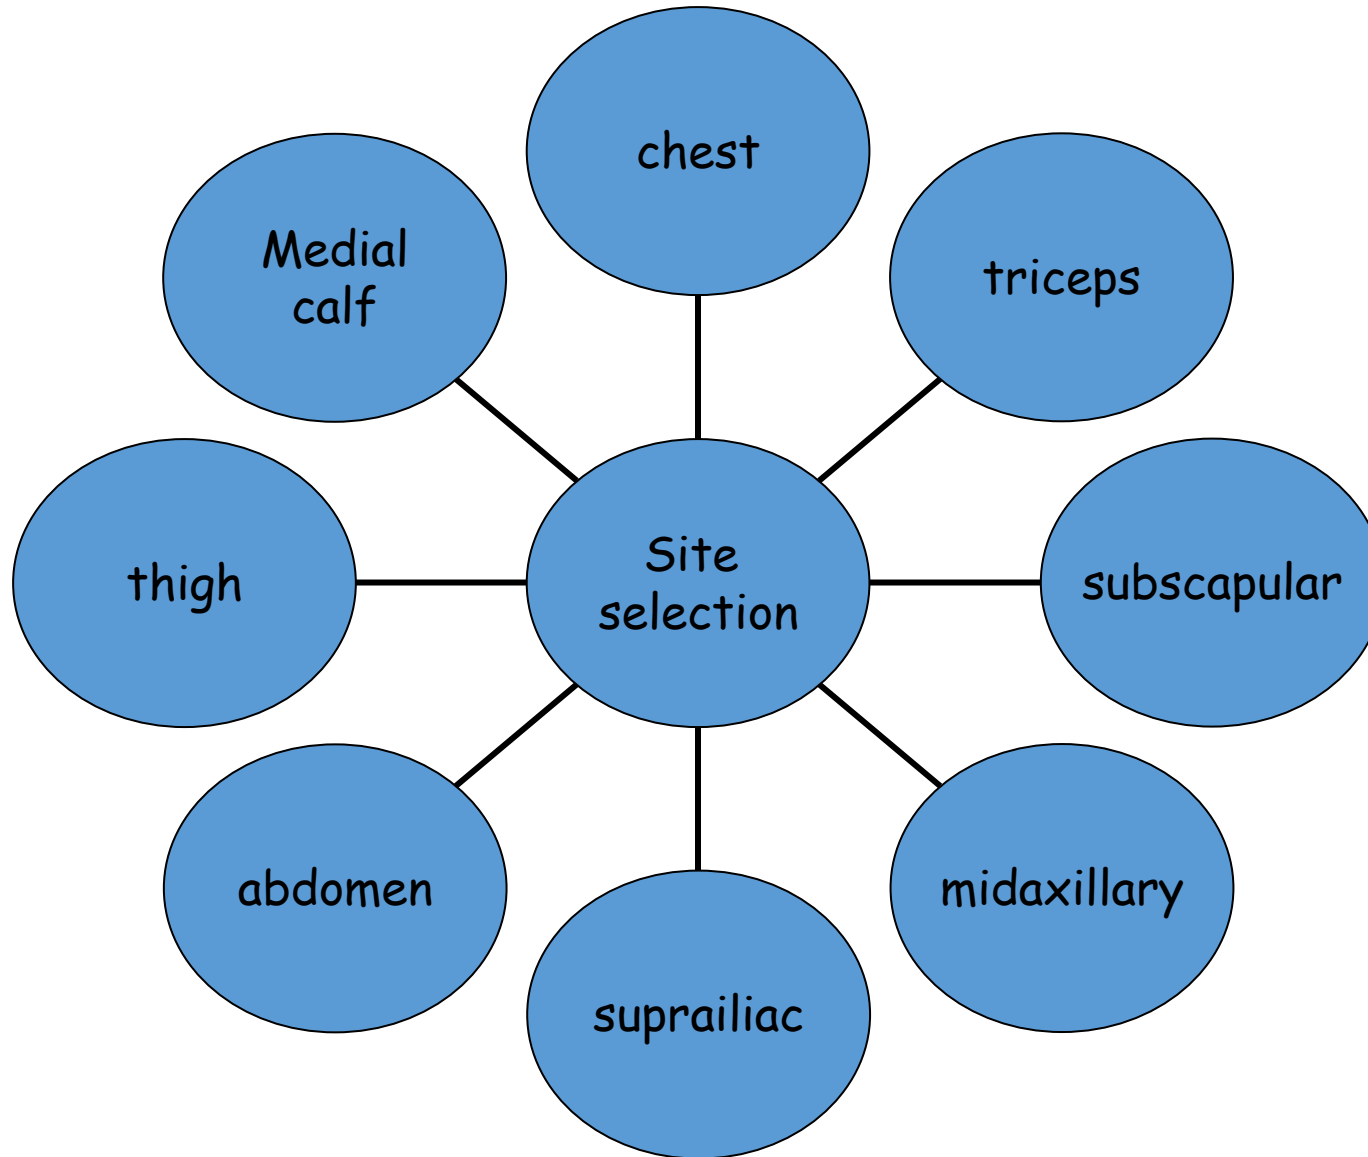 chest
Medial
calf
triceps
thigh
Site
selection
subscapular
abdomen
midaxillary
suprailiac